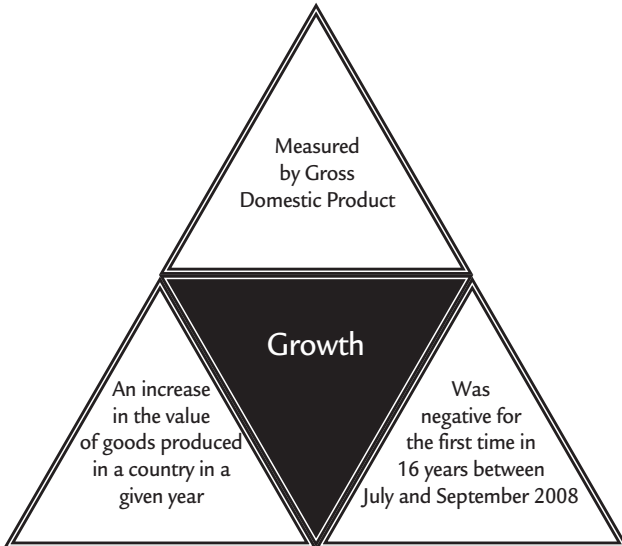 Measured
by Gross
Domestic Product
Growth
An increase
in the value
of goods produced
in a country in a
given year
Was
negative for
the first time in
16 years between
July and September 2008